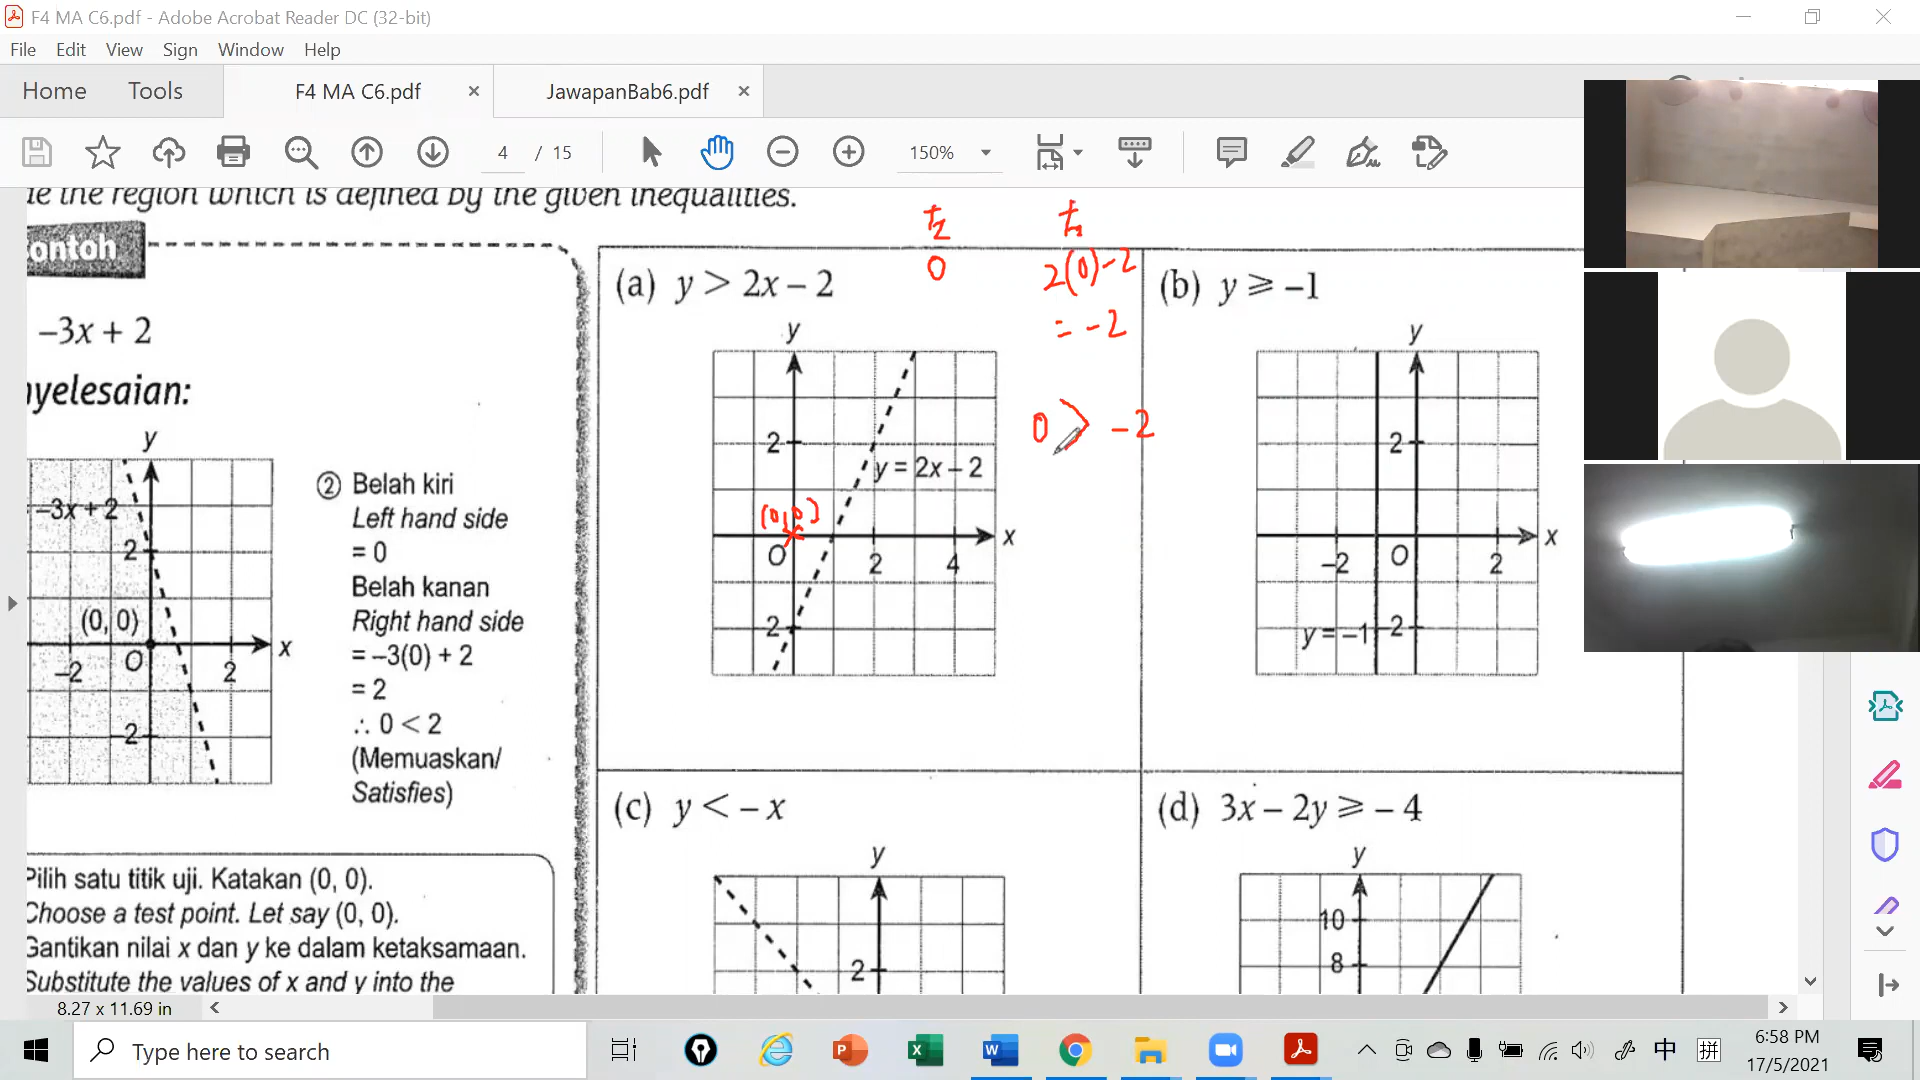 F4 MA C6.pdf - Adobe Acrobat Reader DC (32-bit)
File Edit View Sign Window Help
Home Tools F4 MA C6.pdf × JawapanBab6.pdf ×
4 / 15 150%
the region which is defined by the given inequalities.
ontoh
–3x + 2
yelesaian:
y
–3x + 2
2
(0, 0)
O
x
–2
2
–2
② Belah kiri
Left hand side
= 0
Belah kanan
Right hand side
= –3(0) + 2
= 2
∴ 0 < 2
(Memuaskan/
Satisfies)
Pilih satu titik uji. Katakan (0, 0).
Choose a test point. Let say (0, 0).
Gantikan nilai x dan y ke dalam ketaksamaan.
Substitute the values of x and y into the
(a) y > 2x – 2
0
2(0)-2
= -2
0 > -2
y
2
y = 2x – 2
(0,0)
x
O
2
4
–2
(b) y ⩾ –1
y
2
x
–2
O
2
y = –1
–2
(c) y < – x
y
2
(d) 3x – 2y ⩾ – 4
y
10
8
8.27 x 11.69 in
Type here to search
中 拼
6:58 PM
17/5/2021